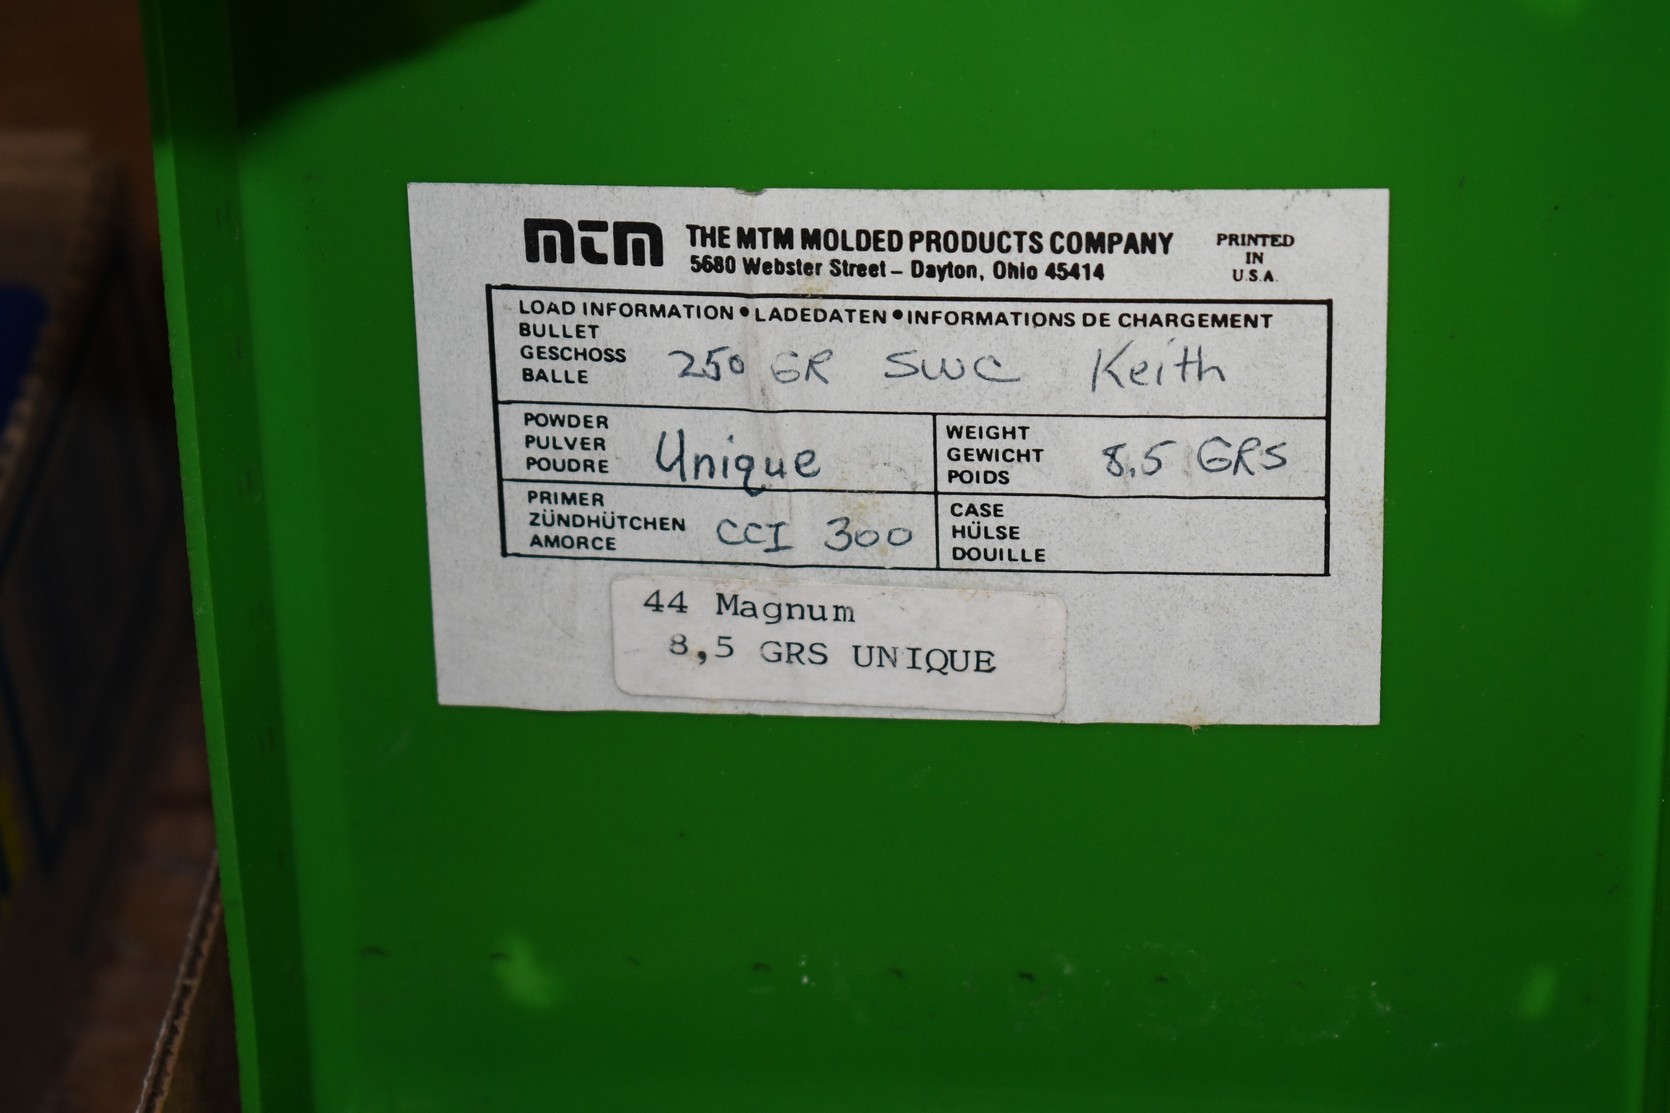 mtm THE MTM MOLDED PRODUCTS COMPANY
5680 Webster Street – Dayton, Ohio 45414
PRINTED
IN
U.S.A.
LOAD INFORMATION • LADEDATEN • INFORMATIONS DE CHARGEMENT
BULLET
GESCHOSS
BALLE
250 GR SWC Keith
POWDER
PULVER
POUDRE
Unique
WEIGHT
GEWICHT
POIDS
8,5 GRS
PRIMER
ZÜNDHÜTCHEN
AMORCE
CCI 300
CASE
HÜLSE
DOUILLE
44 Magnum
8,5 GRS UNIQUE